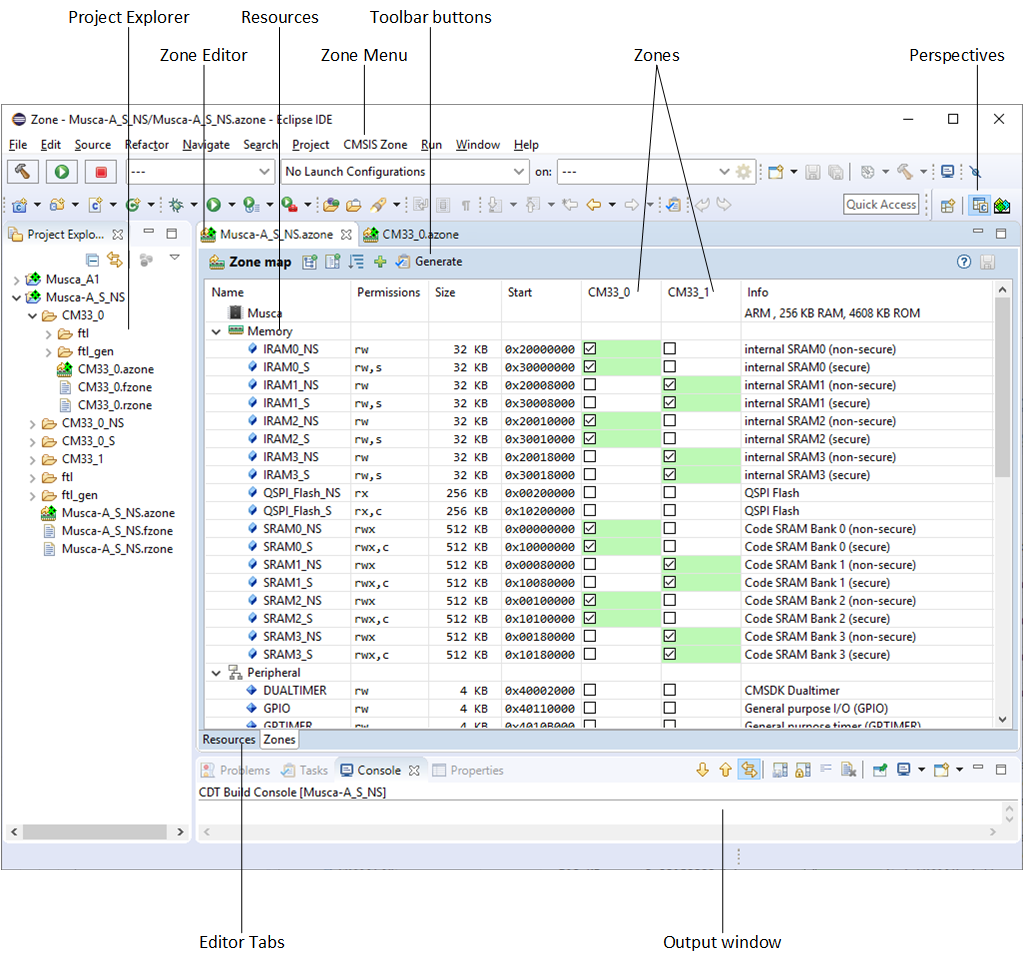 Project Explorer Resources Toolbar buttons
Zone Editor Zone Menu Zones Perspectives
Zone - Musca-A_S_NS/Musca-A_S_NS.azone - Eclipse IDE
File Edit Source Refactor Navigate Search Project CMSIS Zone Run Window Help
--- No Launch Configurations on: ---
Quick Access
Project Explo...
Musca_A1
Musca-A_S_NS
CM33_0
ftl
ftl_gen
CM33_0.azone
CM33_0.fzone
CM33_0.rzone
CM33_0_NS
CM33_0_S
CM33_1
ftl
ftl_gen
Musca-A_S_NS.azone
Musca-A_S_NS.fzone
Musca-A_S_NS.rzone
Musca-A_S_NS.azone CM33_0.azone
Zone map Generate
Name Permissions Size Start CM33_0 CM33_1 Info
Musca ARM , 256 KB RAM, 4608 KB ROM
Memory
IRAM0_NS rw 32 KB 0x20000000 internal SRAM0 (non-secure)
IRAM0_S rw,s 32 KB 0x30000000 internal SRAM0 (secure)
IRAM1_NS rw 32 KB 0x20008000 internal SRAM1 (non-secure)
IRAM1_S rw,s 32 KB 0x30008000 internal SRAM1 (secure)
IRAM2_NS rw 32 KB 0x20010000 internal SRAM2 (non-secure)
IRAM2_S rw,s 32 KB 0x30010000 internal SRAM2 (secure)
IRAM3_NS rw 32 KB 0x20018000 internal SRAM3 (non-secure)
IRAM3_S rw,s 32 KB 0x30018000 internal SRAM3 (secure)
QSPI_Flash_NS rx 256 KB 0x00200000 QSPI Flash
QSPI_Flash_S rx,c 256 KB 0x10200000 QSPI Flash
SRAM0_NS rwx 512 KB 0x00000000 Code SRAM Bank 0 (non-secure)
SRAM0_S rwx,c 512 KB 0x10000000 Code SRAM Bank 0 (secure)
SRAM1_NS rwx 512 KB 0x00080000 Code SRAM Bank 1 (non-secure)
SRAM1_S rwx,c 512 KB 0x10080000 Code SRAM Bank 1 (secure)
SRAM2_NS rwx 512 KB 0x00100000 Code SRAM Bank 2 (non-secure)
SRAM2_S rwx,c 512 KB 0x10100000 Code SRAM Bank 2 (secure)
SRAM3_NS rwx 512 KB 0x00180000 Code SRAM Bank 3 (non-secure)
SRAM3_S rwx,c 512 KB 0x10180000 Code SRAM Bank 3 (secure)
Peripheral
DUALTIMER rw 4 KB 0x40002000 CMSDK Dualtimer
GPIO rw 4 KB 0x40110000 General purpose I/O (GPIO)
GPTIMER rw 4 KB 0x4010B000 General purpose timer (GPTIMER)
Resources Zones
Problems Tasks Console Properties
CDT Build Console [Musca-A_S_NS]
Editor Tabs Output window